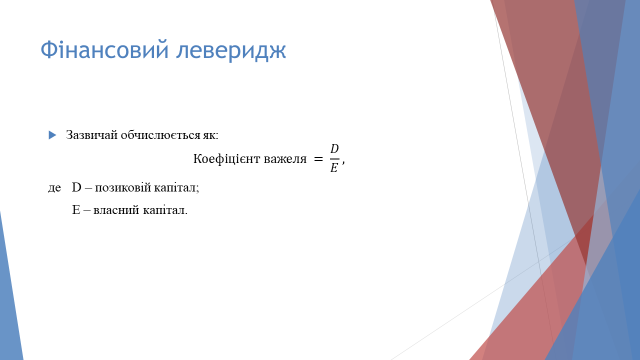 Фінансовий леверидж
Зазвичай обчислюється як:
Коефіцієнт важеля = D/E,
де D – позиковій капітал;
Е – власний капітал.